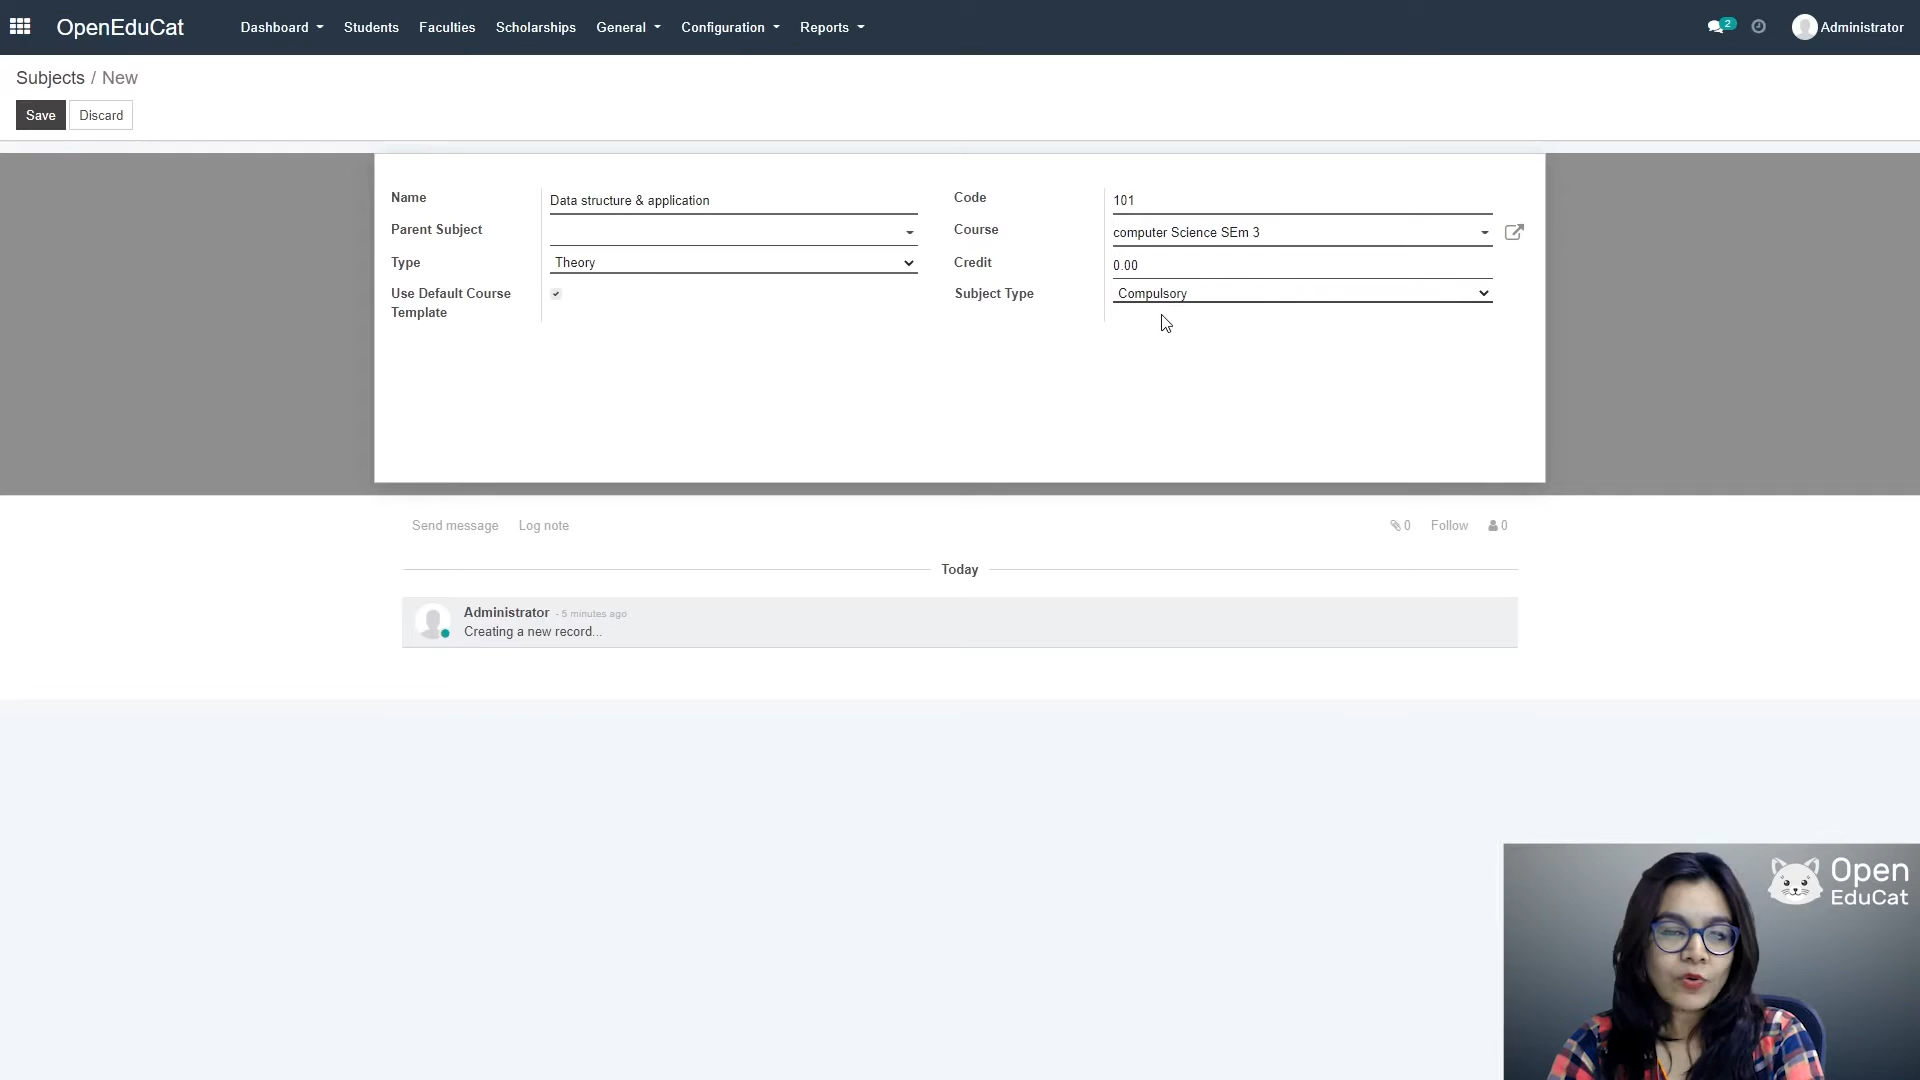 OpenEduCat Dashboard Students Faculties Scholarships General Configuration Reports 2 Administrator
Subjects / New
Save Discard
Name Data structure & application Code 101
Parent Subject Course computer Science SEm 3
Type Theory Credit 0.00
Use Default Course Template Subject Type Compulsory
Send message Log note 0 Follow 0
Today
Administrator - 5 minutes ago
Creating a new record...
Open
EduCat